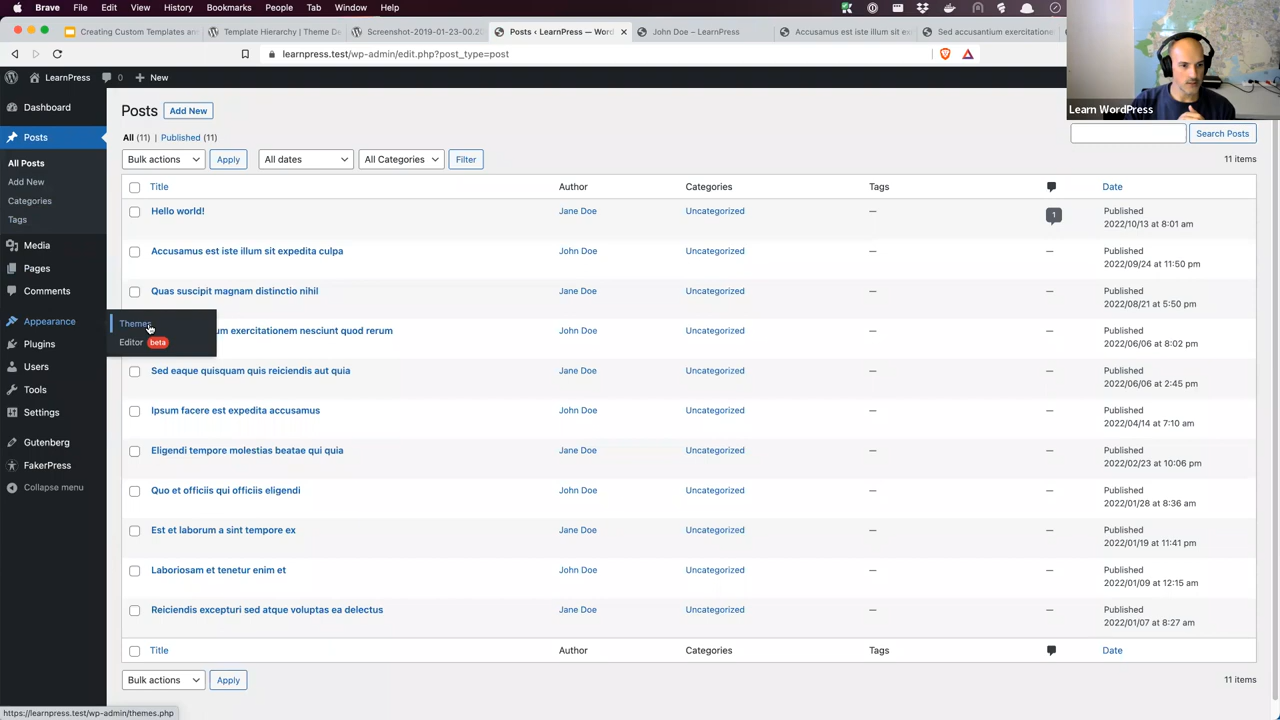 Brave File Edit View History Bookmarks People Tab Window Help
Creating Custom Templates an
Template Hierarchy | Theme De
Screenshot-2019-01-23-00.2
Posts ‹ LearnPress — Word
John Doe – LearnPress
Accusamus est iste illum sit ex
Sed accusantium exercitatione
learnpress.test/wp-admin/edit.php?post_type=post
LearnPress 0 New
Learn WordPress
Dashboard
Posts
All Posts
Add New
Categories
Tags
Media
Pages
Comments
Appearance
Themes
Editor beta
Plugins
Users
Tools
Settings
Gutenberg
FakerPress
Collapse menu
Posts Add New
All (11) | Published (11)
Search Posts
Bulk actions Apply All dates All Categories Filter
11 items
Title Author Categories Tags Date
Hello world! Jane Doe Uncategorized — 1 Published
2022/10/13 at 8:01 am
Accusamus est iste illum sit expedita culpa John Doe Uncategorized — — Published
2022/09/24 at 11:50 pm
Quas suscipit magnam distinctio nihil Jane Doe Uncategorized — — Published
2022/08/21 at 5:50 pm
um exercitationem nesciunt quod rerum John Doe Uncategorized — — Published
2022/06/06 at 8:02 pm
Sed eaque quisquam quis reiciendis aut quia Jane Doe Uncategorized — — Published
2022/06/06 at 2:45 pm
Ipsum facere est expedita accusamus John Doe Uncategorized — — Published
2022/04/14 at 7:10 am
Eligendi tempore molestias beatae qui quia Jane Doe Uncategorized — — Published
2022/02/23 at 10:06 pm
Quo et officiis qui officiis eligendi John Doe Uncategorized — — Published
2022/01/28 at 8:36 am
Est et laborum a sint tempore ex Jane Doe Uncategorized — — Published
2022/01/19 at 11:41 pm
Laboriosam et tenetur enim et John Doe Uncategorized — — Published
2022/01/09 at 12:15 am
Reiciendis excepturi sed atque voluptas ea delectus Jane Doe Uncategorized — — Published
2022/01/07 at 8:27 am
Title Author Categories Tags Date
Bulk actions Apply
11 items
https://learnpress.test/wp-admin/themes.php